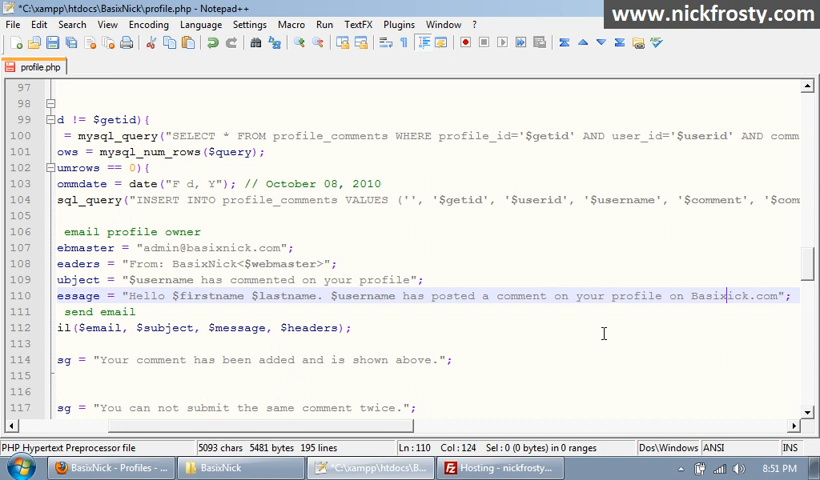 *C:\xampp\htdocs\BasixNick\profile.php - Notepad++
www.nickfrosty.com
File Edit Search View Encoding Language Settings Macro Run TextFX Plugins Window ?
profile.php
97
98
99 d != $getid){
100 = mysql_query("SELECT * FROM profile_comments WHERE profile_id='$getid' AND user_id='$userid' AND comm
101 ows = mysql_num_rows($query);
102 umrows == 0){
103 ommdate = date("F d, Y"); // October 08, 2010
104 sql_query("INSERT INTO profile_comments VALUES ('', '$getid', '$userid', '$username', '$comment', '$com
105
106 email profile owner
107 ebmaster = "admin@basixnick.com";
108 eaders = "From: BasixNick<$webmaster>";
109 ubject = "$username has commented on your profile";
110 essage = "Hello $firstname $lastname. $username has posted a comment on your profile on Basixick.com";
111 send email
112 il($email, $subject, $message, $headers);
113
114 sg = "Your comment has been added and is shown above.";
115
116
117 sg = "You can not submit the same comment twice.";
PHP Hypertext Preprocessor file 5093 chars 5481 bytes 195 lines Ln : 110 Col : 124 Sel : 0 (0 bytes) in 0 ranges Dos\Windows ANSI INS
BasixNick - Profiles - ... BasixNick *C:\xampp\htdocs\B... Hosting - nickfrosty... 8:51 PM